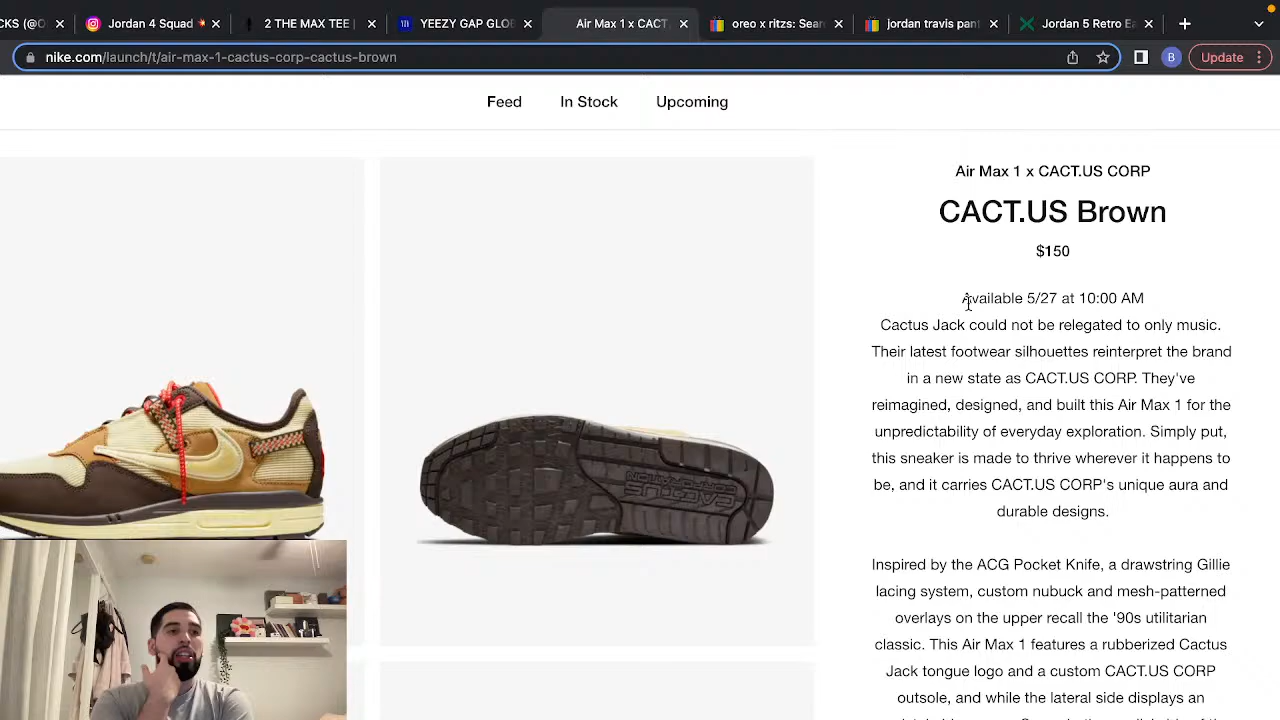 CKS (@O
Jordan 4 Squad
2 THE MAX TEE |
YEEZY GAP GLO
Air Max 1 x CACT
oreo x ritzs: Sear
jordan travis pan
Jordan 5 Retro Ea
nike.com/launch/t/air-max-1-cactus-corp-cactus-brown
B
Update
Feed
In Stock
Upcoming
Air Max 1 x CACT.US CORP
CACT.US Brown
$150
Available 5/27 at 10:00 AM
Cactus Jack could not be relegated to only music.
Their latest footwear silhouettes reinterpret the brand
in a new state as CACT.US CORP. They've
reimagined, designed, and built this Air Max 1 for the
unpredictability of everyday exploration. Simply put,
this sneaker is made to thrive wherever it happens to
be, and it carries CACT.US CORP's unique aura and
durable designs.
Inspired by the ACG Pocket Knife, a drawstring Gillie
lacing system, custom nubuck and mesh-patterned
overlays on the upper recall the '90s utilitarian
classic. This Air Max 1 features a rubberized Cactus
Jack tongue logo and a custom CACT.US CORP
outsole, and while the lateral side displays an
CACT.US
CORPORATION